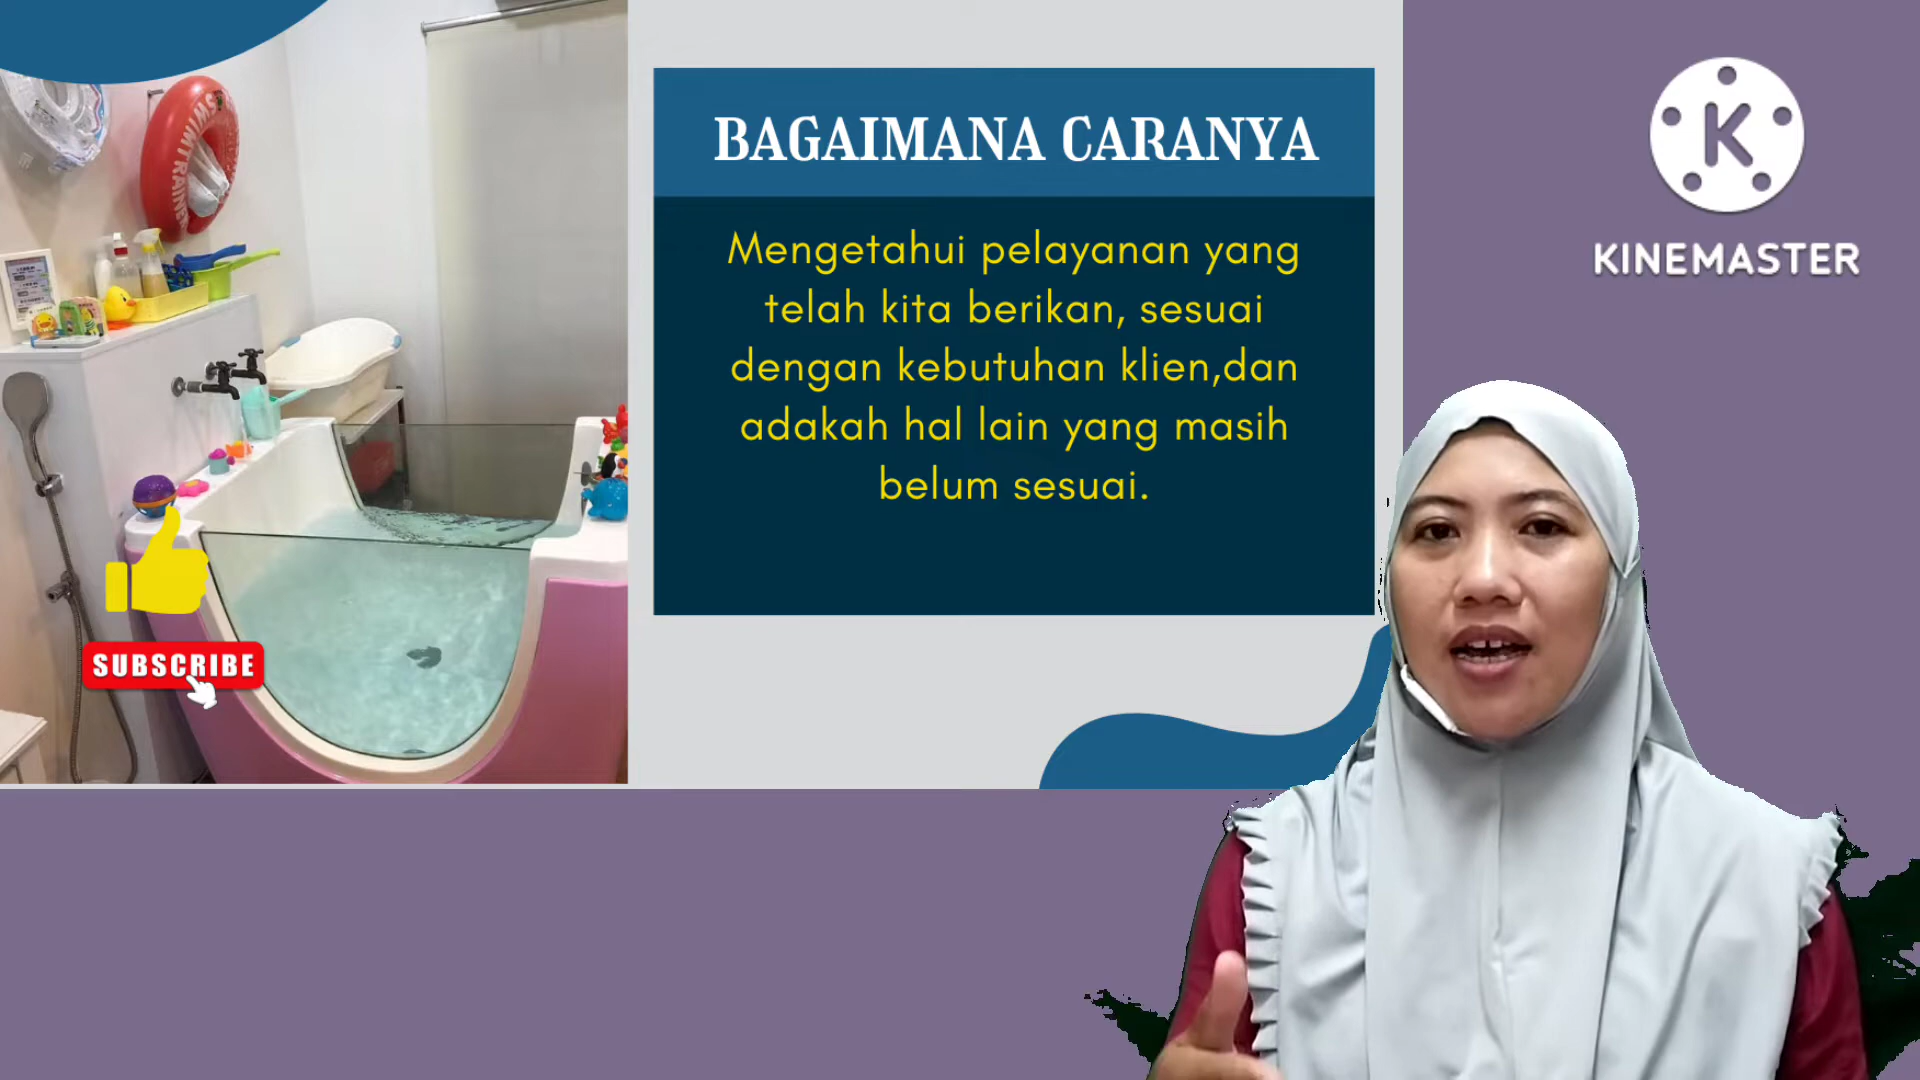 SWIMTRAINER
SUBSCRIBE
BAGAIMANA CARANYA
Mengetahui pelayanan yang
telah kita berikan, sesuai
dengan kebutuhan klien,dan
adakah hal lain yang masih
belum sesuai.
K
KINEMASTER